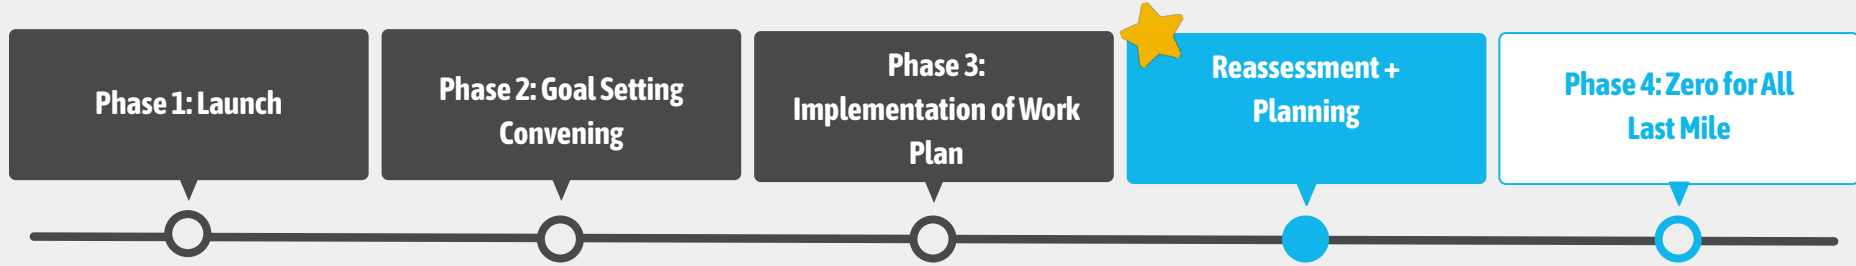 Phase 1: Launch
Phase 2: Goal Setting
Convening
Phase 3:
Implementation of Work
Plan
Reassessment +
Planning
Phase 4: Zero for All
Last Mile